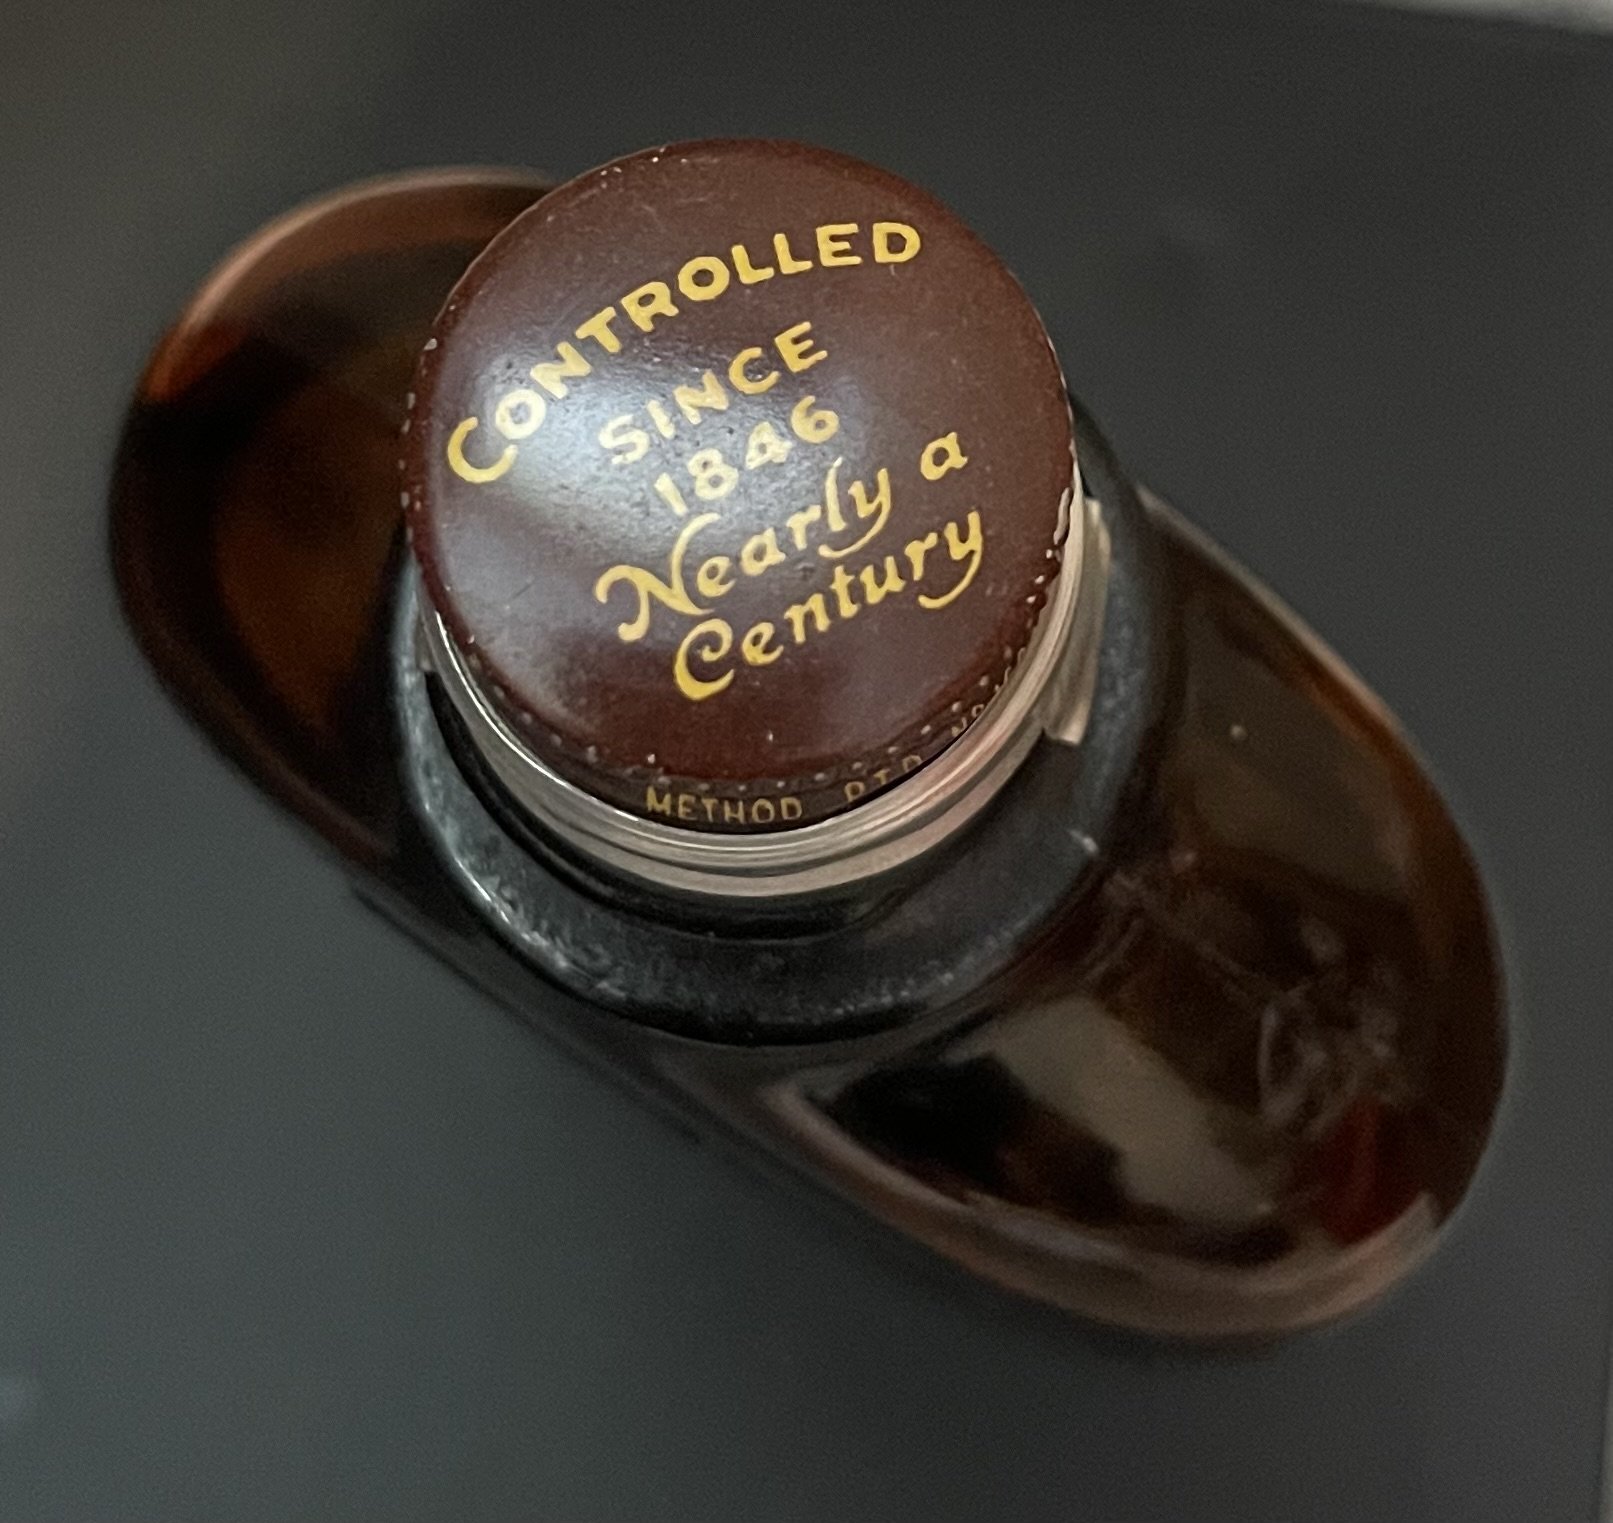 CONTROLLED
SINCE
1846
Nearly a
Century
METHOD